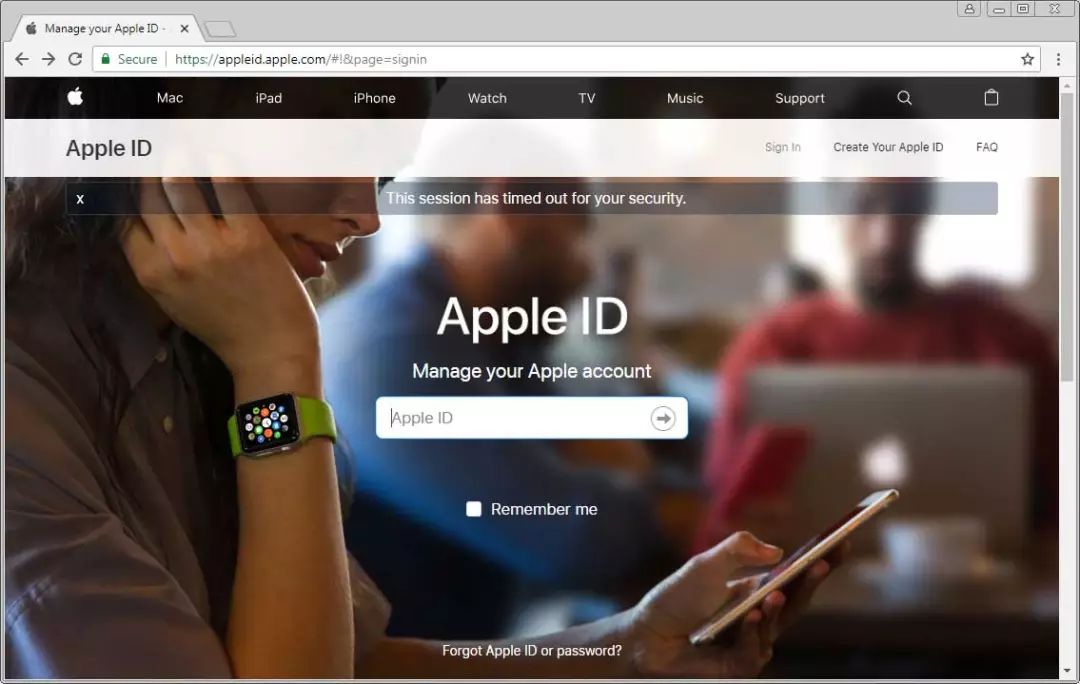 Manage your Apple ID -
Secure https://appleid.apple.com/#!&page=signin
Mac iPad iPhone Watch TV Music Support
Apple ID Sign In Create Your Apple ID FAQ
x This session has timed out for your security.
Apple ID
Manage your Apple account
Apple ID
Remember me
Forgot Apple ID or password?